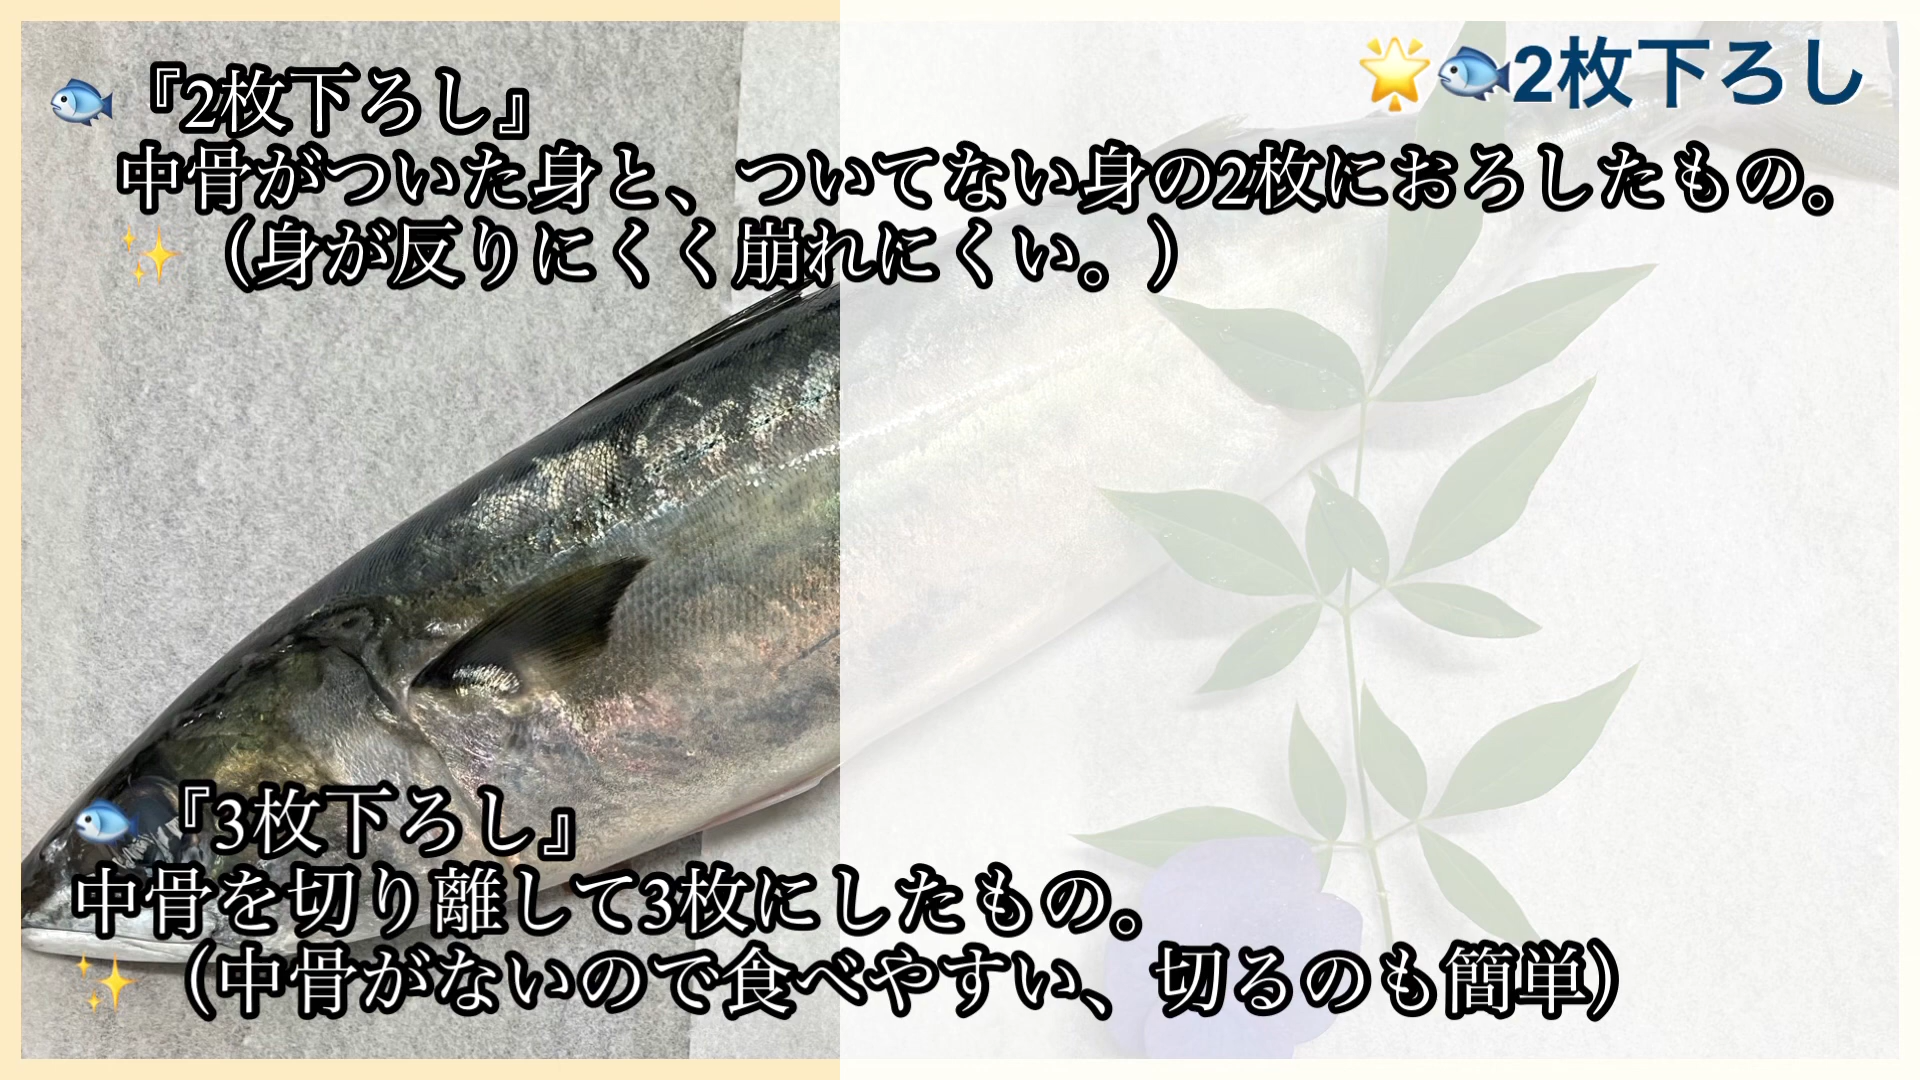 🌟🐟2枚下ろし
🐟『2枚下ろし』
中骨がついた身と、ついてない身の2枚におろしたもの。
✨（身が反りにくく崩れにくい。）
🐟『3枚下ろし』
中骨を切り離して3枚にしたもの。
✨（中骨がないので食べやすい、切るのも簡単）